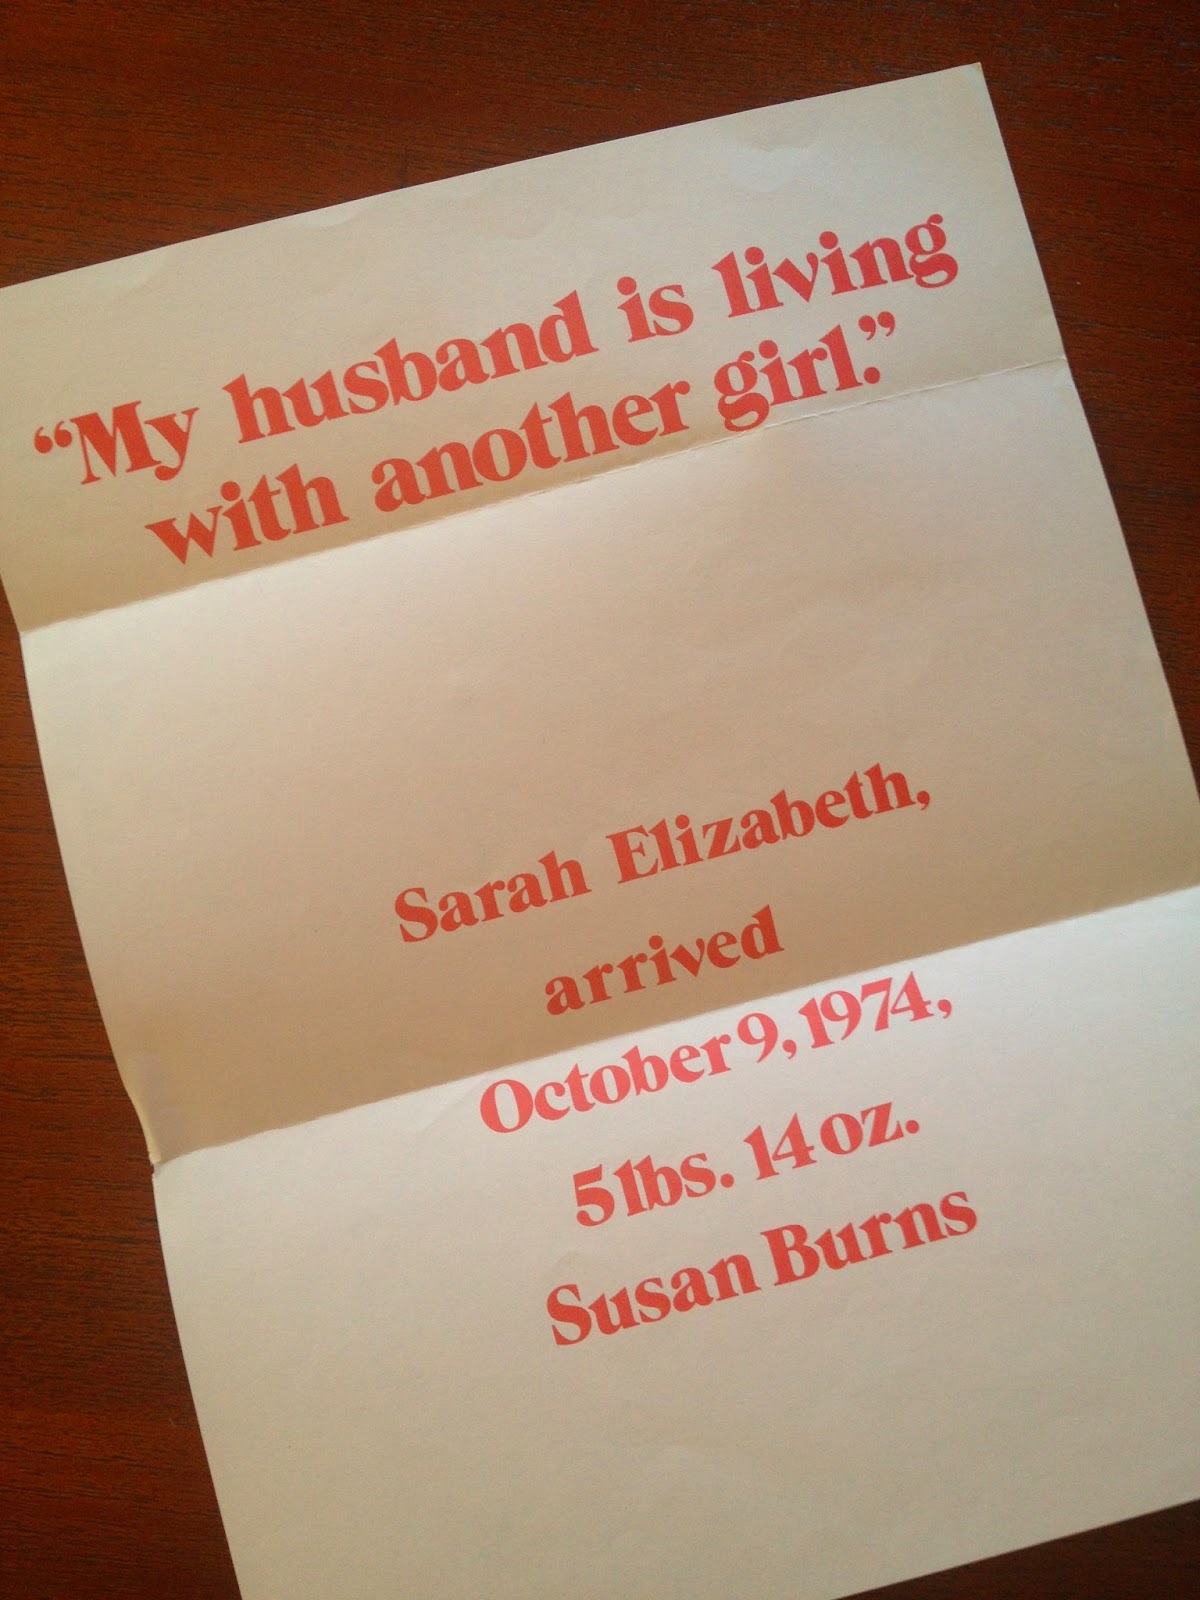 “My husband is living
with another girl.”
Sarah Elizabeth,
arrived
October 9, 1974,
5 lbs. 14 oz.
Susan Burns